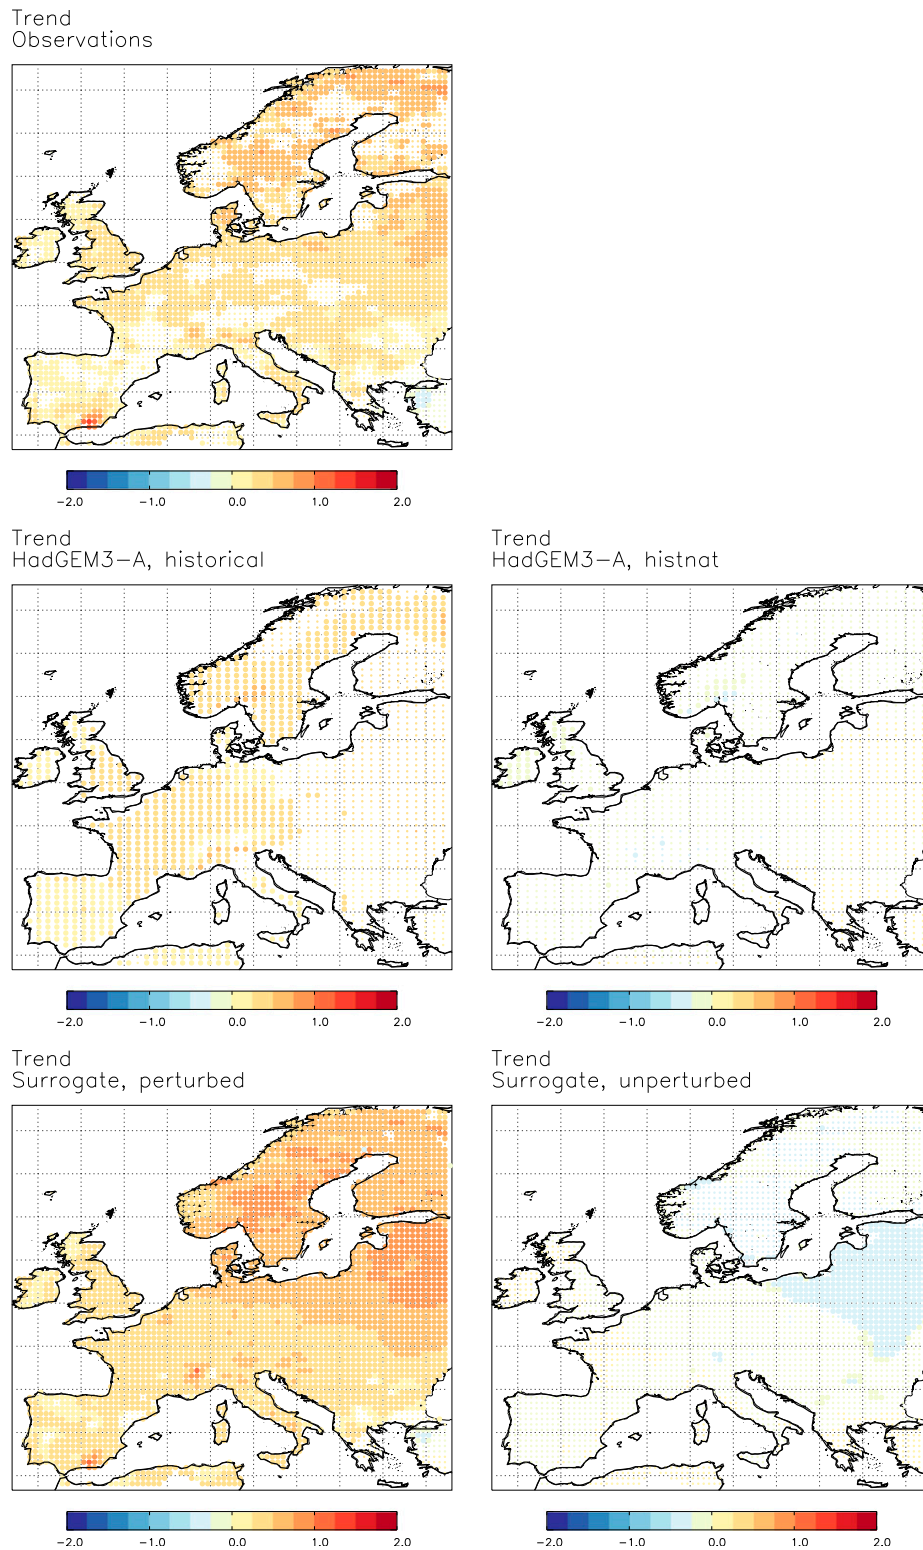 Trend
Observations
-2.0 -1.0 0.0 1.0 2.0
Trend
HadGEM3-A, historical
-2.0 -1.0 0.0 1.0 2.0
Trend
HadGEM3-A, histnat
-2.0 -1.0 0.0 1.0 2.0
Trend
Surrogate, perturbed
-2.0 -1.0 0.0 1.0 2.0
Trend
Surrogate, unperturbed
-2.0 -1.0 0.0 1.0 2.0